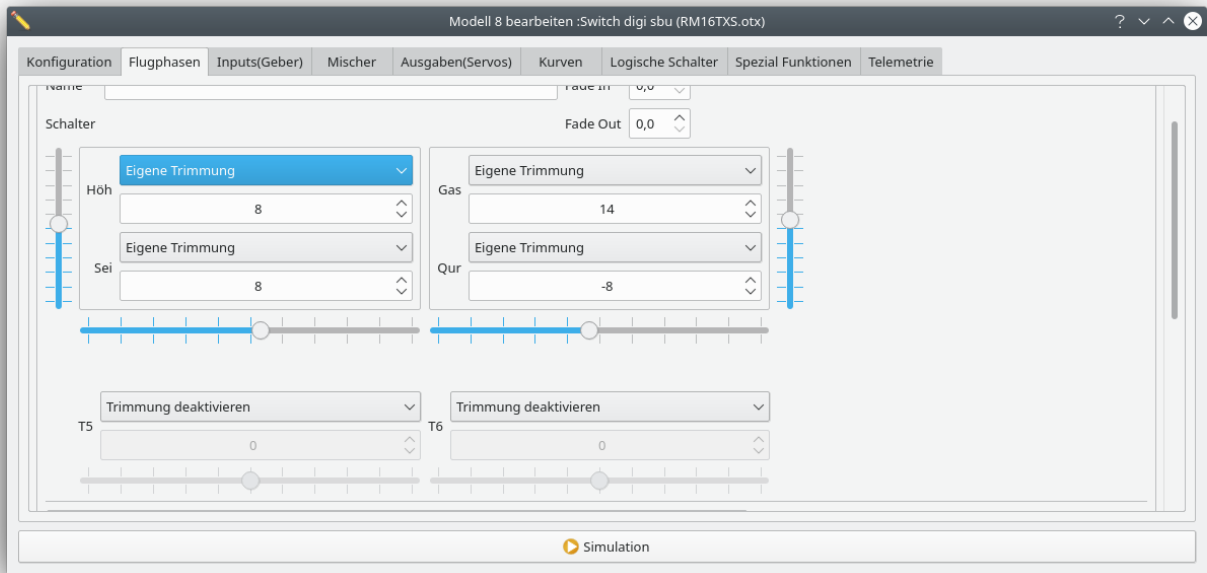 Modell 8 bearbeiten :Switch digi sbu (RM16TXS.otx)
Konfiguration Flugphasen Inputs(Geber) Mischer Ausgaben(Servos) Kurven Logische Schalter Spezial Funktionen Telemetrie
Name Fade In 0,0
Schalter Fade Out 0,0
Eigene Trimmung Eigene Trimmung
Höh Gas
8 14
Eigene Trimmung Eigene Trimmung
Sei Qur
8 -8
Trimmung deaktivieren Trimmung deaktivieren
T5 T6
0 0
Simulation